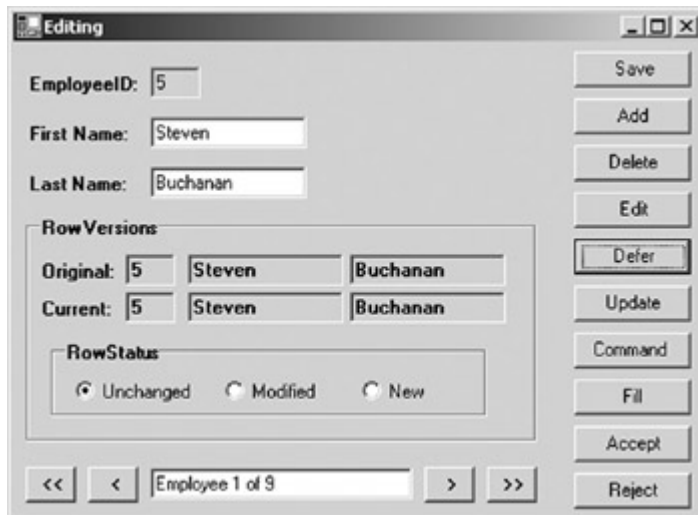 Editing
EmployeeID: 5
First Name: Steven
Last Name: Buchanan
RowVersions
Original: 5 Steven Buchanan
Current: 5 Steven Buchanan
RowStatus
Unchanged Modified New
<< < Employee 1 of 9 > >>
Save
Add
Delete
Edit
Defer
Update
Command
Fill
Accept
Reject